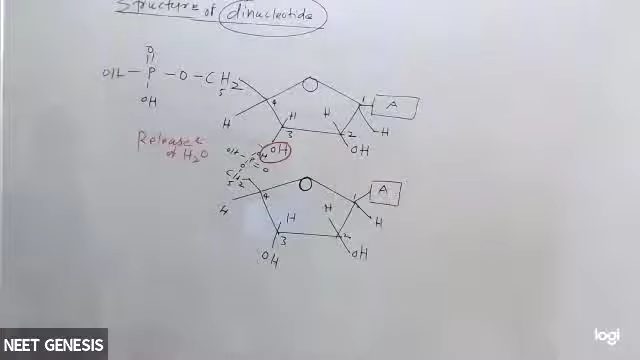 Structure of dinucleotide
O
OH - P - O - CH2
OH
5
4
1
A
H
H
3
H
2
H
OH
OH
Release
of H2O
OH
P
O
O
CH2
5
4
1
A
H
H
3
H
2
H
OH
OH
NEET GENESIS
logi